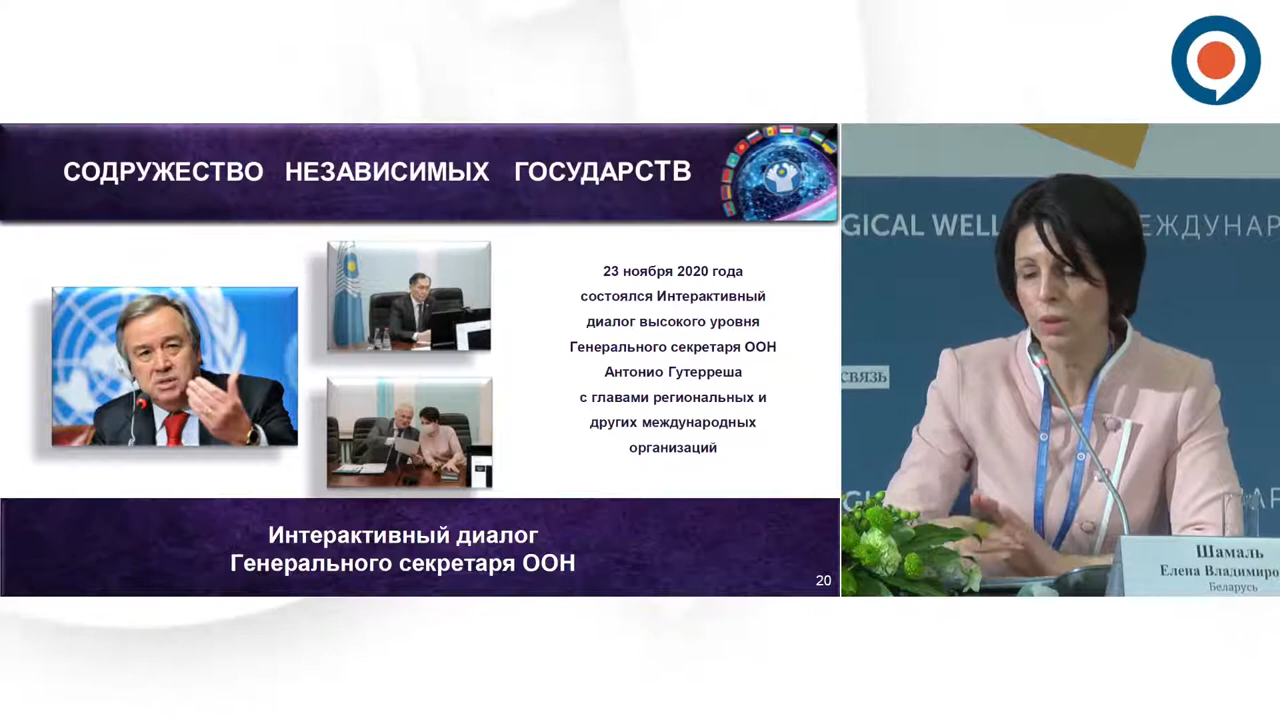 СОДРУЖЕСТВО НЕЗАВИСИМЫХ ГОСУДАРСТВ
23 ноября 2020 года
состоялся Интерактивный
диалог высокого уровня
Генерального секретаря ООН
Антонио Гутерреша
с главами региональных и
других международных
организаций
Интерактивный диалог
Генерального секретаря ООН
20
GICAL WELL
ЕЖДУНАР
СВЯЗЬ
Шамаль
Елена Владимиро
Беларусь